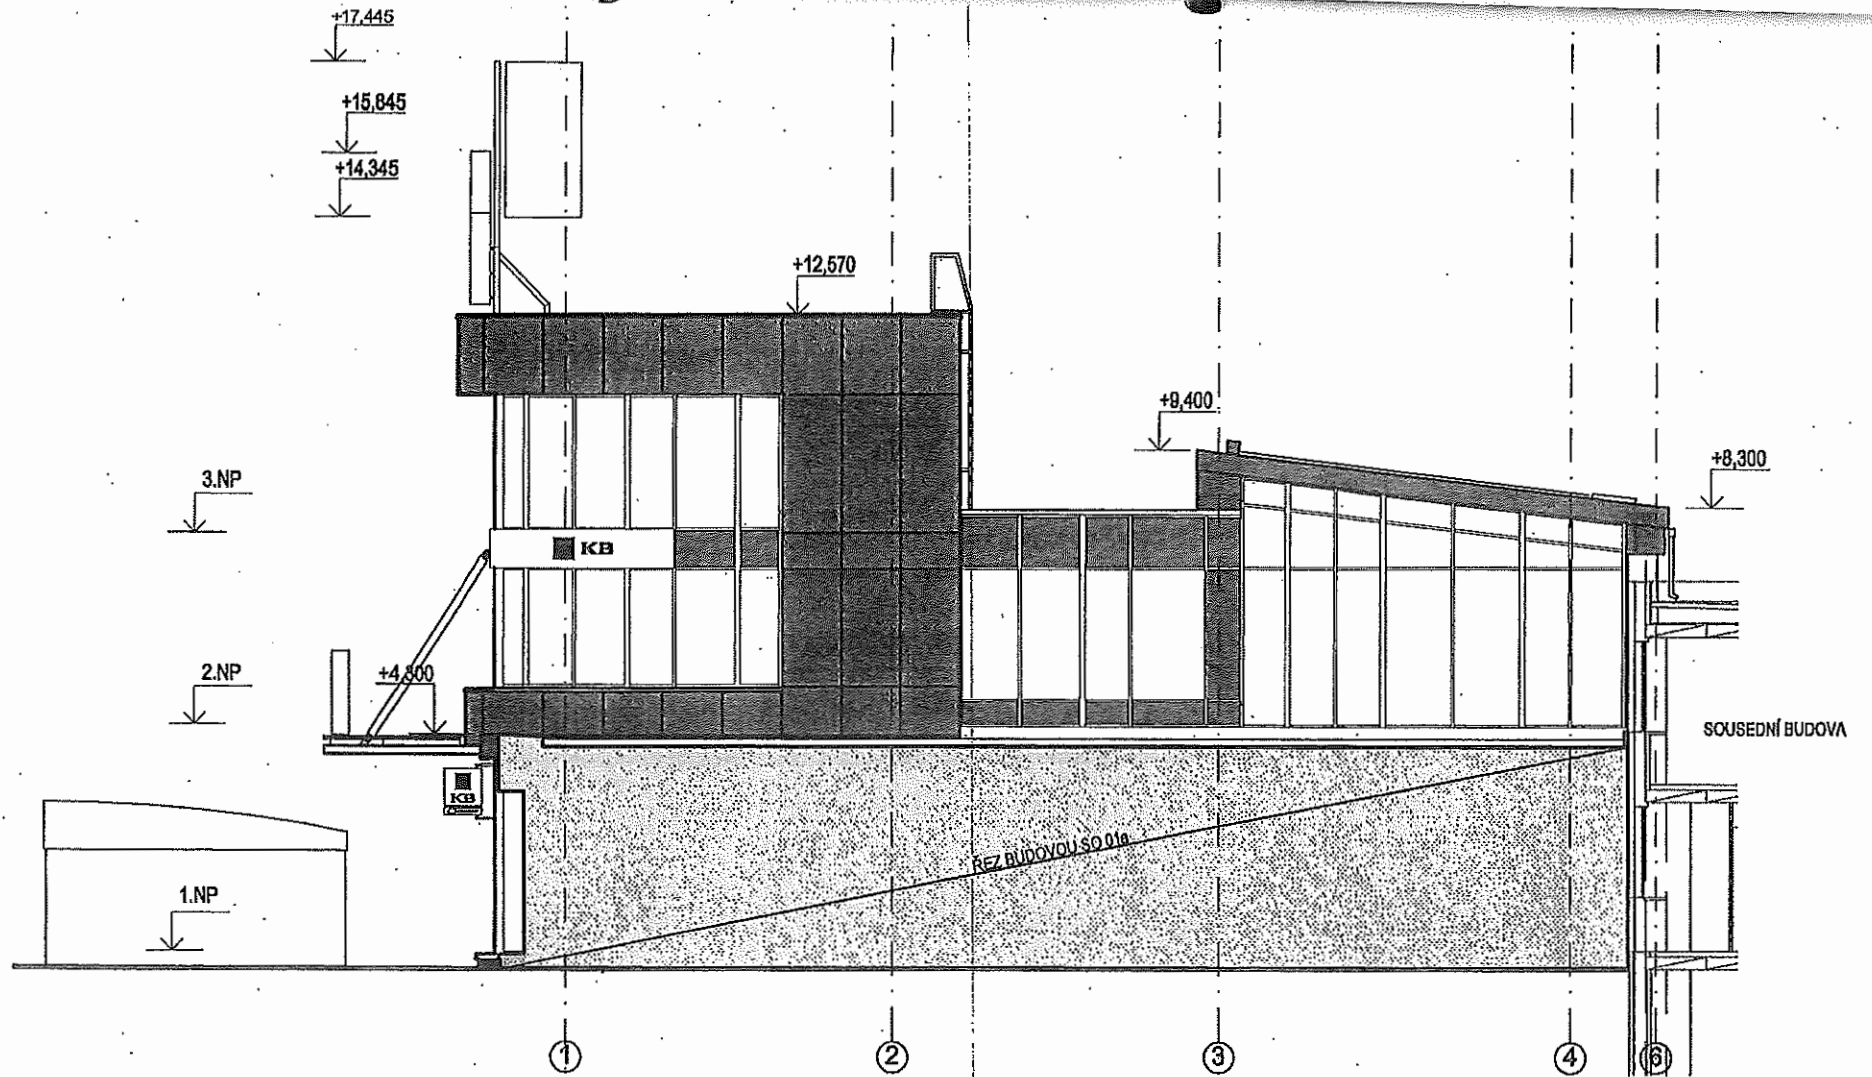 +17,445
+15,845
+14,345
+12,570
+9,400
+8,300
3.NP
KB
2.NP
+4,800
SOUSEDNÍ BUDOVA
KB
ŘEZ BUDOVOU SO 01a
1.NP
1
2
3
4
6